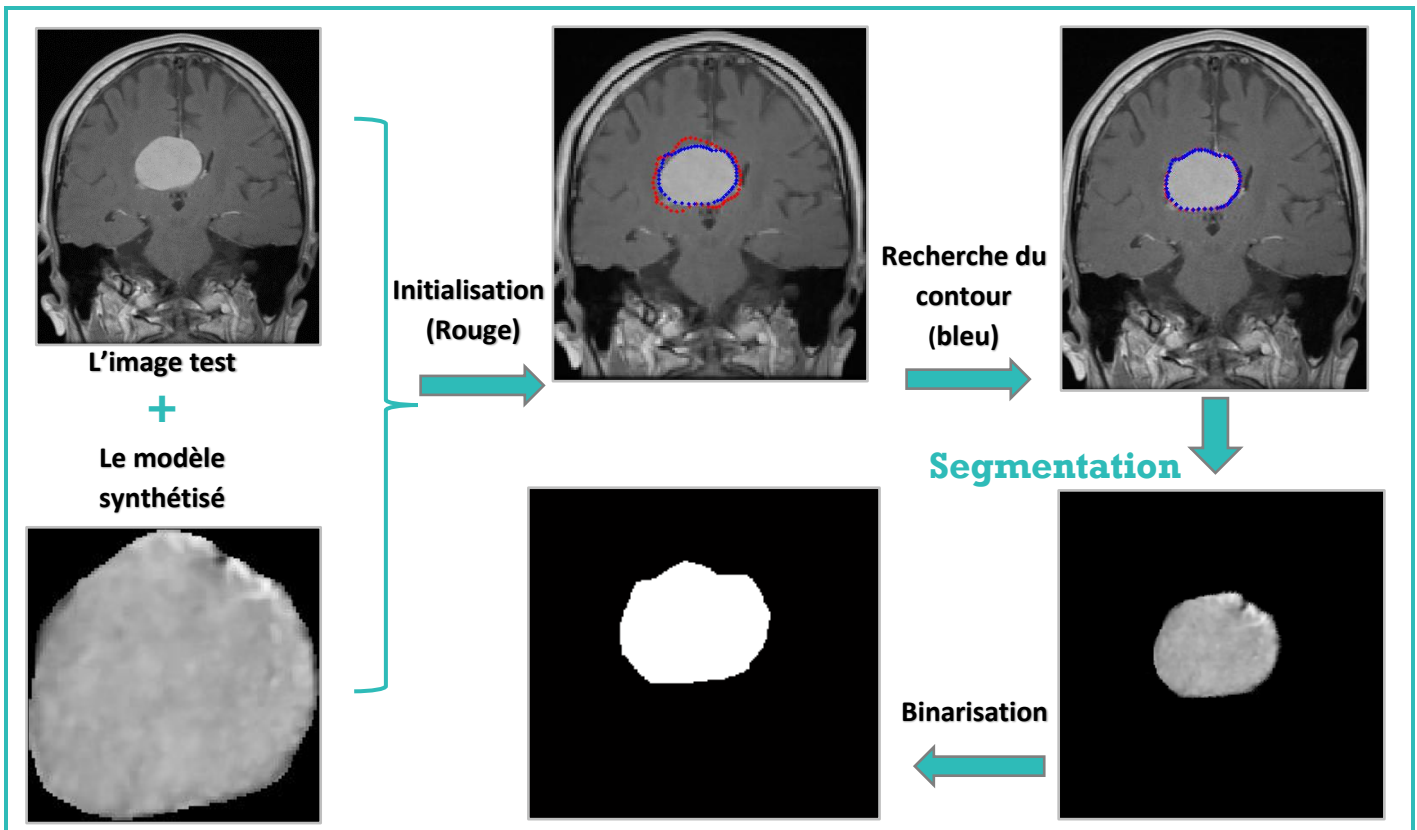 L’image test
+
Le modèle
synthétisé
Initialisation
(Rouge)
Recherche du
contour
(bleu)
Segmentation
Binarisation